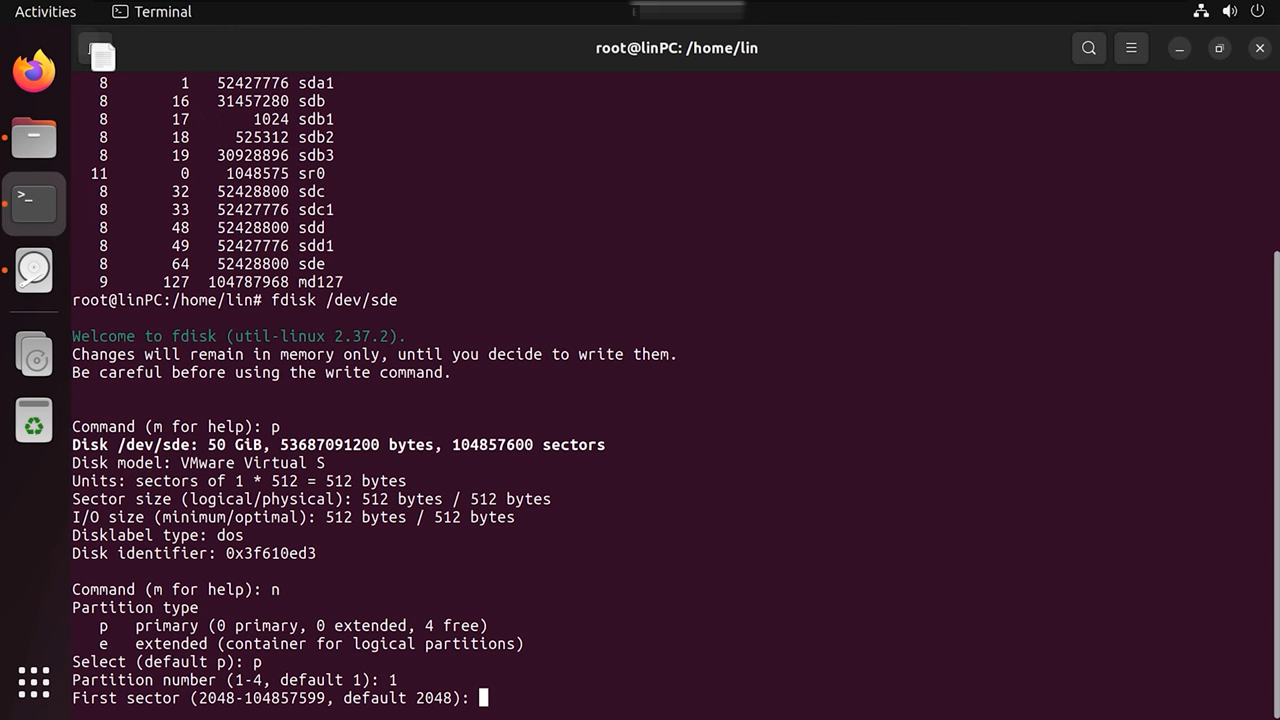 Activities
Terminal
root@linPC: /home/lin
8 1 52427776 sda1
8 16 31457280 sdb
8 17 1024 sdb1
8 18 525312 sdb2
8 19 30928896 sdb3
11 0 1048575 sr0
8 32 52428800 sdc
8 33 52427776 sdc1
8 48 52428800 sdd
8 49 52427776 sdd1
8 64 52428800 sde
9 127 104787968 md127
root@linPC:/home/lin# fdisk /dev/sde
Welcome to fdisk (util-linux 2.37.2).
Changes will remain in memory only, until you decide to write them.
Be careful before using the write command.
Command (m for help): p
Disk /dev/sde: 50 GiB, 53687091200 bytes, 104857600 sectors
Disk model: VMware Virtual S
Units: sectors of 1 * 512 = 512 bytes
Sector size (logical/physical): 512 bytes / 512 bytes
I/O size (minimum/optimal): 512 bytes / 512 bytes
Disklabel type: dos
Disk identifier: 0x3f610ed3
Command (m for help): n
Partition type
p primary (0 primary, 0 extended, 4 free)
e extended (container for logical partitions)
Select (default p): p
Partition number (1-4, default 1): 1
First sector (2048-104857599, default 2048):